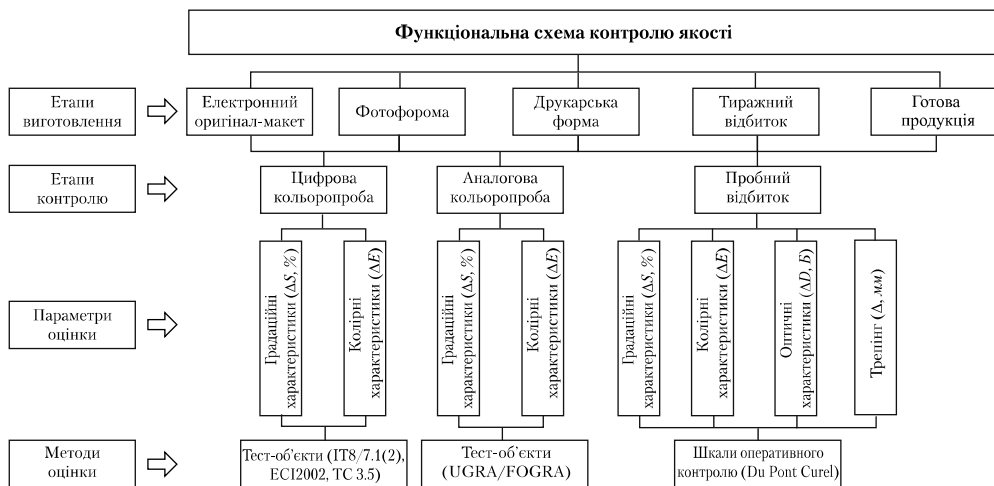 Функціональна схема контролю якості
Етапи
виготовлення
Електронний
оригінал-макет
Фотофорома
Друкарська
форма
Тиражний
відбиток
Готова
продукція
Етапи
контролю
Цифрова
кольоропроба
Аналогова
кольоропроба
Пробний
відбиток
Параметри
оцінки
Градаційні
характеристики (ΔS, %)
Колірні
характеристики (ΔE)
Градаційні
характеристики (ΔS, %)
Колірні
характеристики (ΔE)
Градаційні
характеристики (ΔS, %)
Колірні
характеристики (ΔE)
Оптичні
характеристики (ΔD, Б)
Трепінг (Δ, мм)
Методи
оцінки
Тест-об'єкти (IT8/7.1(2),
ECI2002, TC 3.5)
Тест-об'єкти
(UGRA/FOGRA)
Шкали оперативного
контролю (Du Pont Curel)